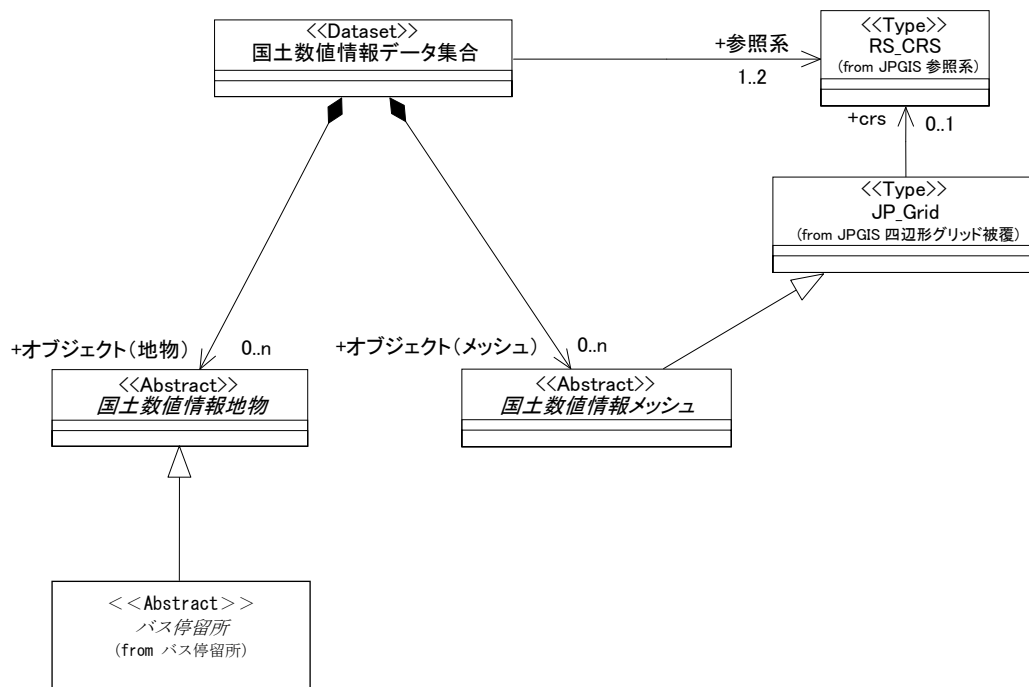 <<Dataset>>
国土数値情報データ集合
+参照系
1..2
<<Type>>
RS_CRS
(from JPGIS 参照系)
+crs
0..1
<<Type>>
JP_Grid
(from JPGIS 四辺形グリッド被覆)
+オブジェクト(地物)
0..n
+オブジェクト(メッシュ)
0..n
<<Abstract>>
国土数値情報地物
<<Abstract>>
国土数値情報メッシュ
<<Abstract>>
バス停留所
(from バス停留所)